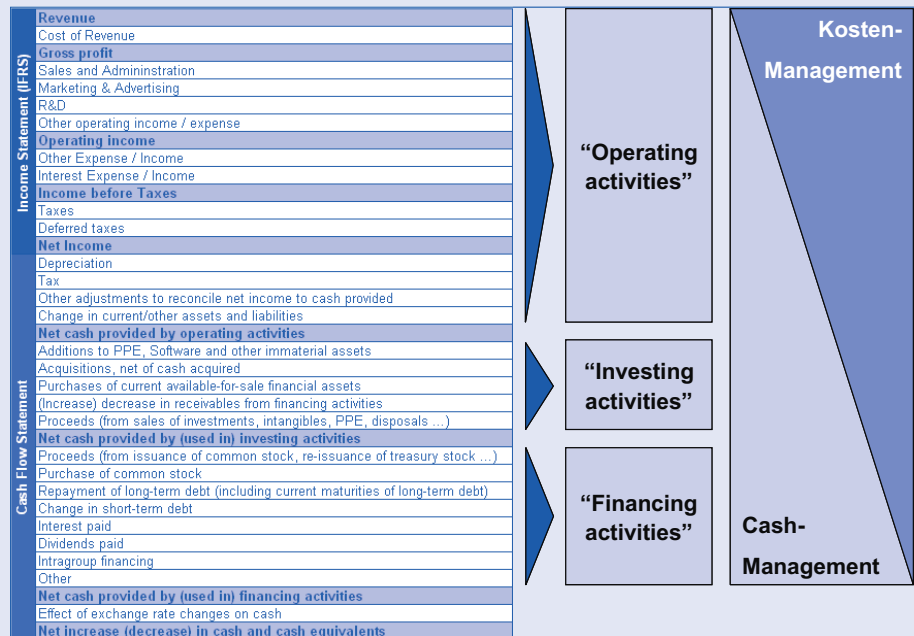 Income Statement (IFRS)
Revenue
Cost of Revenue
Gross profit
Sales and Admininstration
Marketing & Advertising
R&D
Other operating income / expense
Operating income
Other Expense / Income
Interest Expense / Income
Income before Taxes
Taxes
Deferred taxes
Net Income
Cash Flow Statement
Depreciation
Tax
Other adjustments to reconcile net income to cash provided
Change in current/other assets and liabilities
Net cash provided by operating activities
Additions to PPE, Software and other immaterial assets
Acquisitions, net of cash acquired
Purchases of current available-for-sale financial assets
(Increase) decrease in receivables from financing activities
Proceeds (from sales of investments, intangibles, PPE, disposals ...)
Net cash provided by (used in) investing activities
Proceeds (from issuance of common stock, re-issuance of treasury stock ...)
Purchase of common stock
Repayment of long-term debt (including current maturities of long-term debt)
Change in short-term debt
Interest paid
Dividends paid
Intragroup financing
Other
Net cash provided by (used in) financing activities
Effect of exchange rate changes on cash
Net increase (decrease) in cash and cash equivalents
“Operating
activities”
“Investing
activities”
“Financing
activities”
Kosten-
Management
Cash-
Management